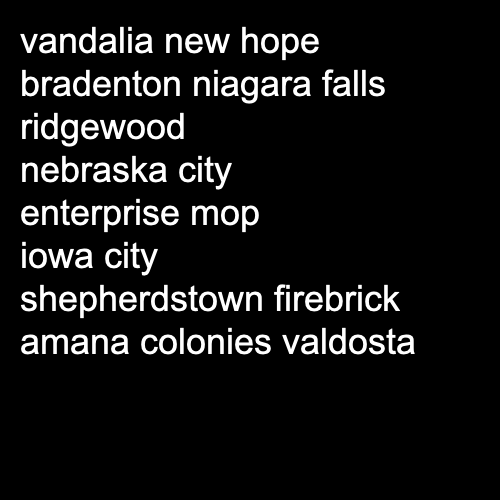 vandalia new hope
bradenton niagara falls
ridgewood
nebraska city
enterprise mop
iowa city
shepherdstown firebrick
amana colonies valdosta